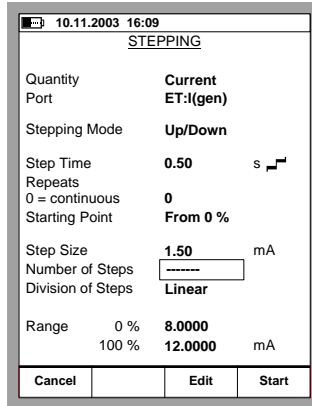 10.11.2003 16:09
STEPPING
Quantity Current
Port ET:I(gen)
Stepping Mode Up/Down
Step Time 0.50 s
Repeats
0 = continuous 0
Starting Point From 0 %
Step Size 1.50 mA
Number of Steps -------
Division of Steps Linear
Range 0 % 8.0000
100 % 12.0000 mA
Cancel Edit Start